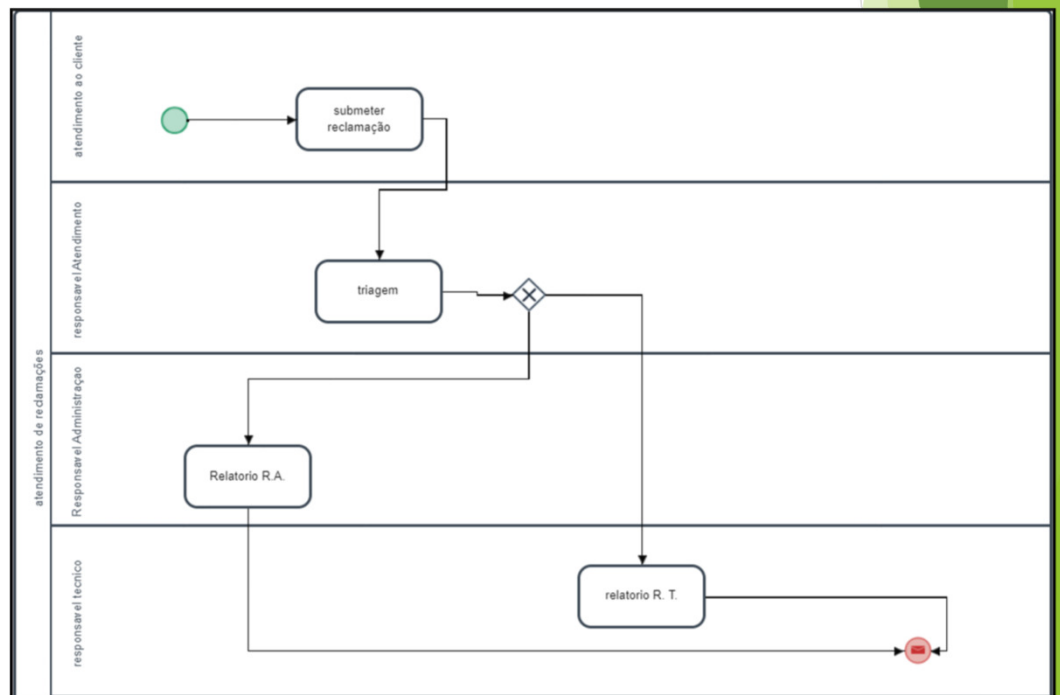 atendimento de reclamações
atendimento ao cliente
submeter
reclamação
responsavel Atendimento
triagem
Responsavel Administraçao
Relatorio R.A.
responsavel tecnico
relatorio R. T.